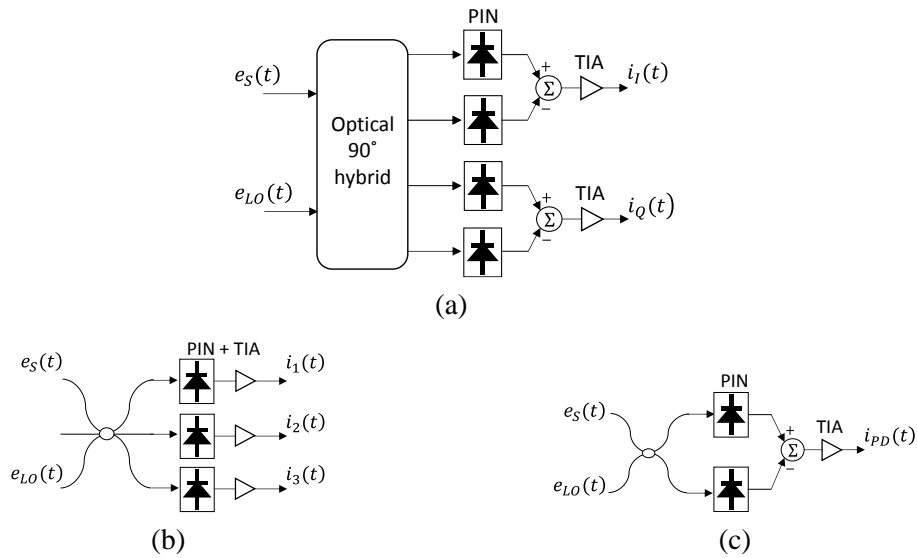 PIN
e_S(t)
+
TIA
i_I(t)
Σ
−
Optical
90°
hybrid
e_LO(t)
+
TIA
i_Q(t)
Σ
−
(a)
PIN + TIA
e_S(t)
i_1(t)
i_2(t)
e_LO(t)
i_3(t)
(b)
PIN
e_S(t)
+
TIA
i_PD(t)
Σ
−
e_LO(t)
(c)